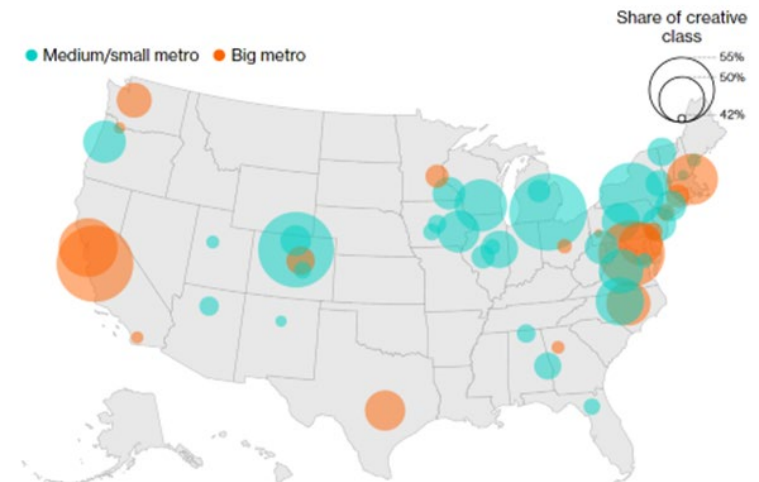 Share of creative
class
Medium/small metro Big metro
55%
50%
42%